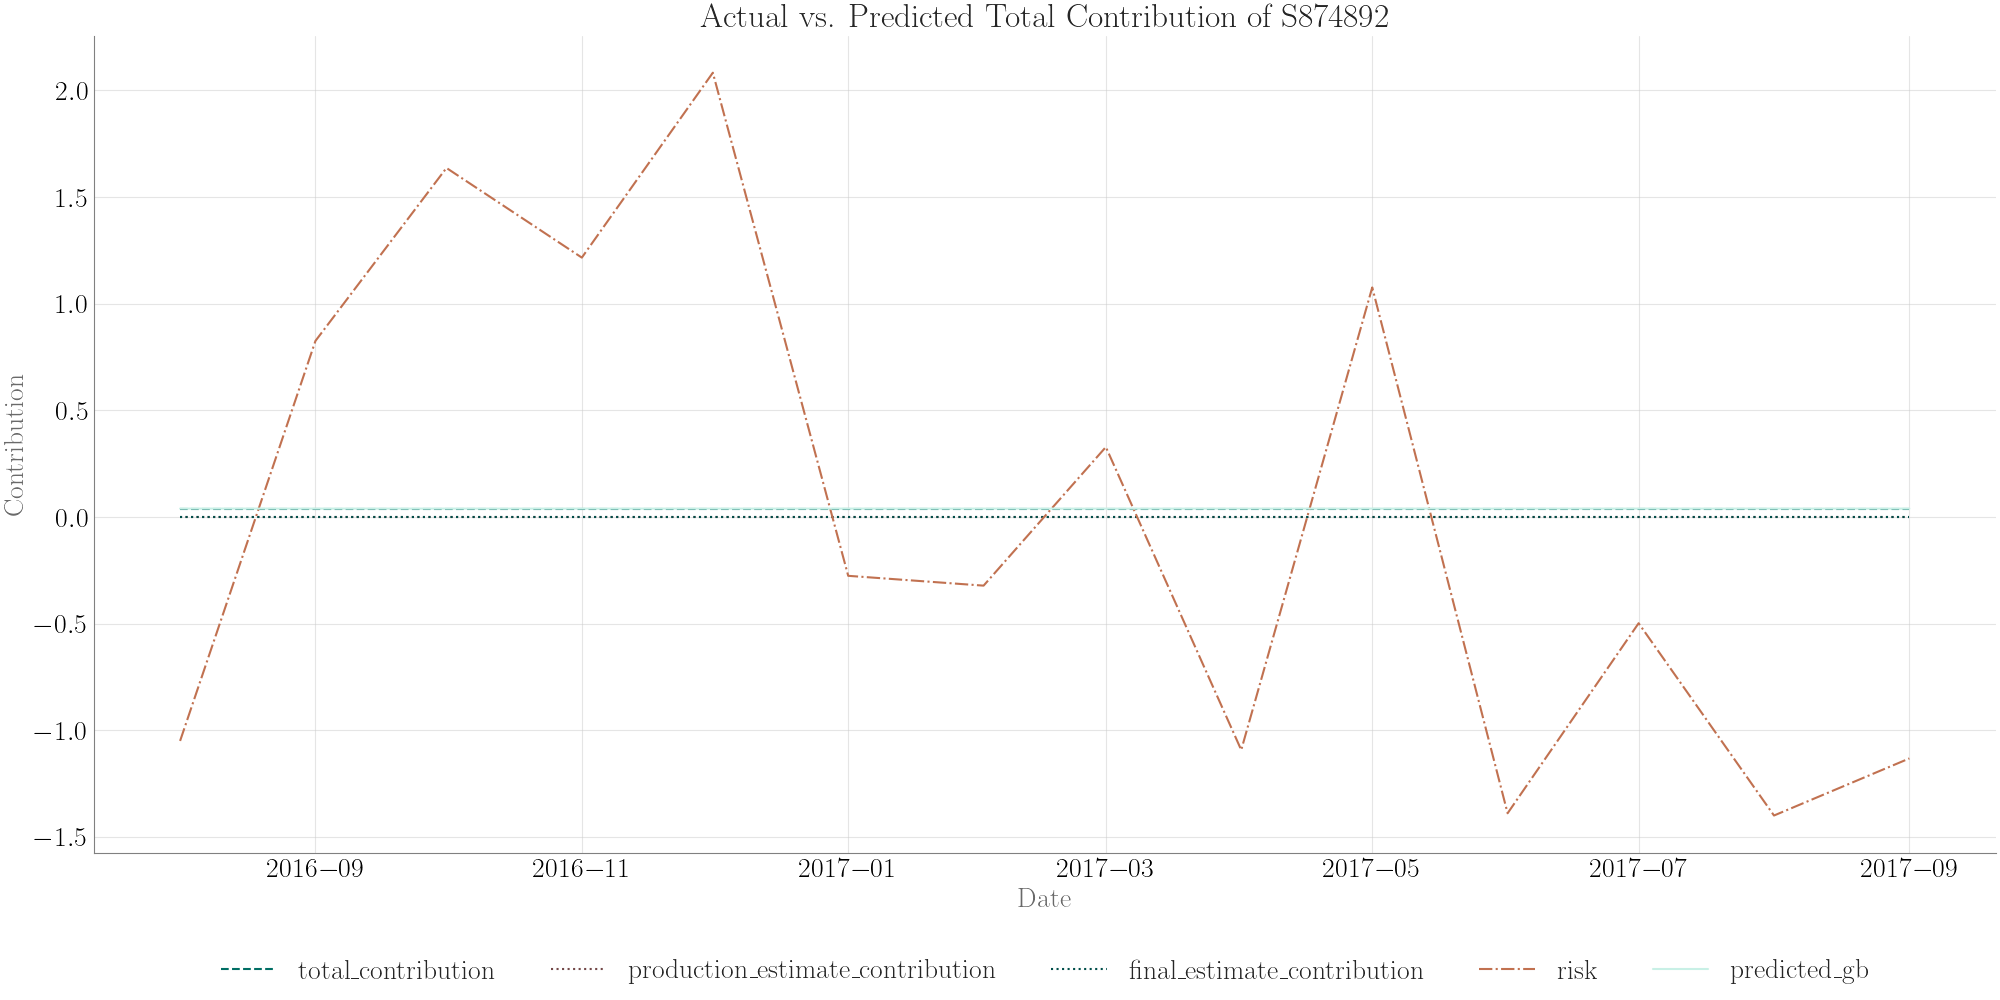 Actual vs. Predicted Total Contribution of S874892
2.0
1.5
1.0
0.5
0.0
−0.5
−1.0
−1.5
Contribution
2016−09 2016−11 2017−01 2017−03 2017−05 2017−07 2017−09
Date
total_contribution production_estimate_contribution final_estimate_contribution risk predicted_gb